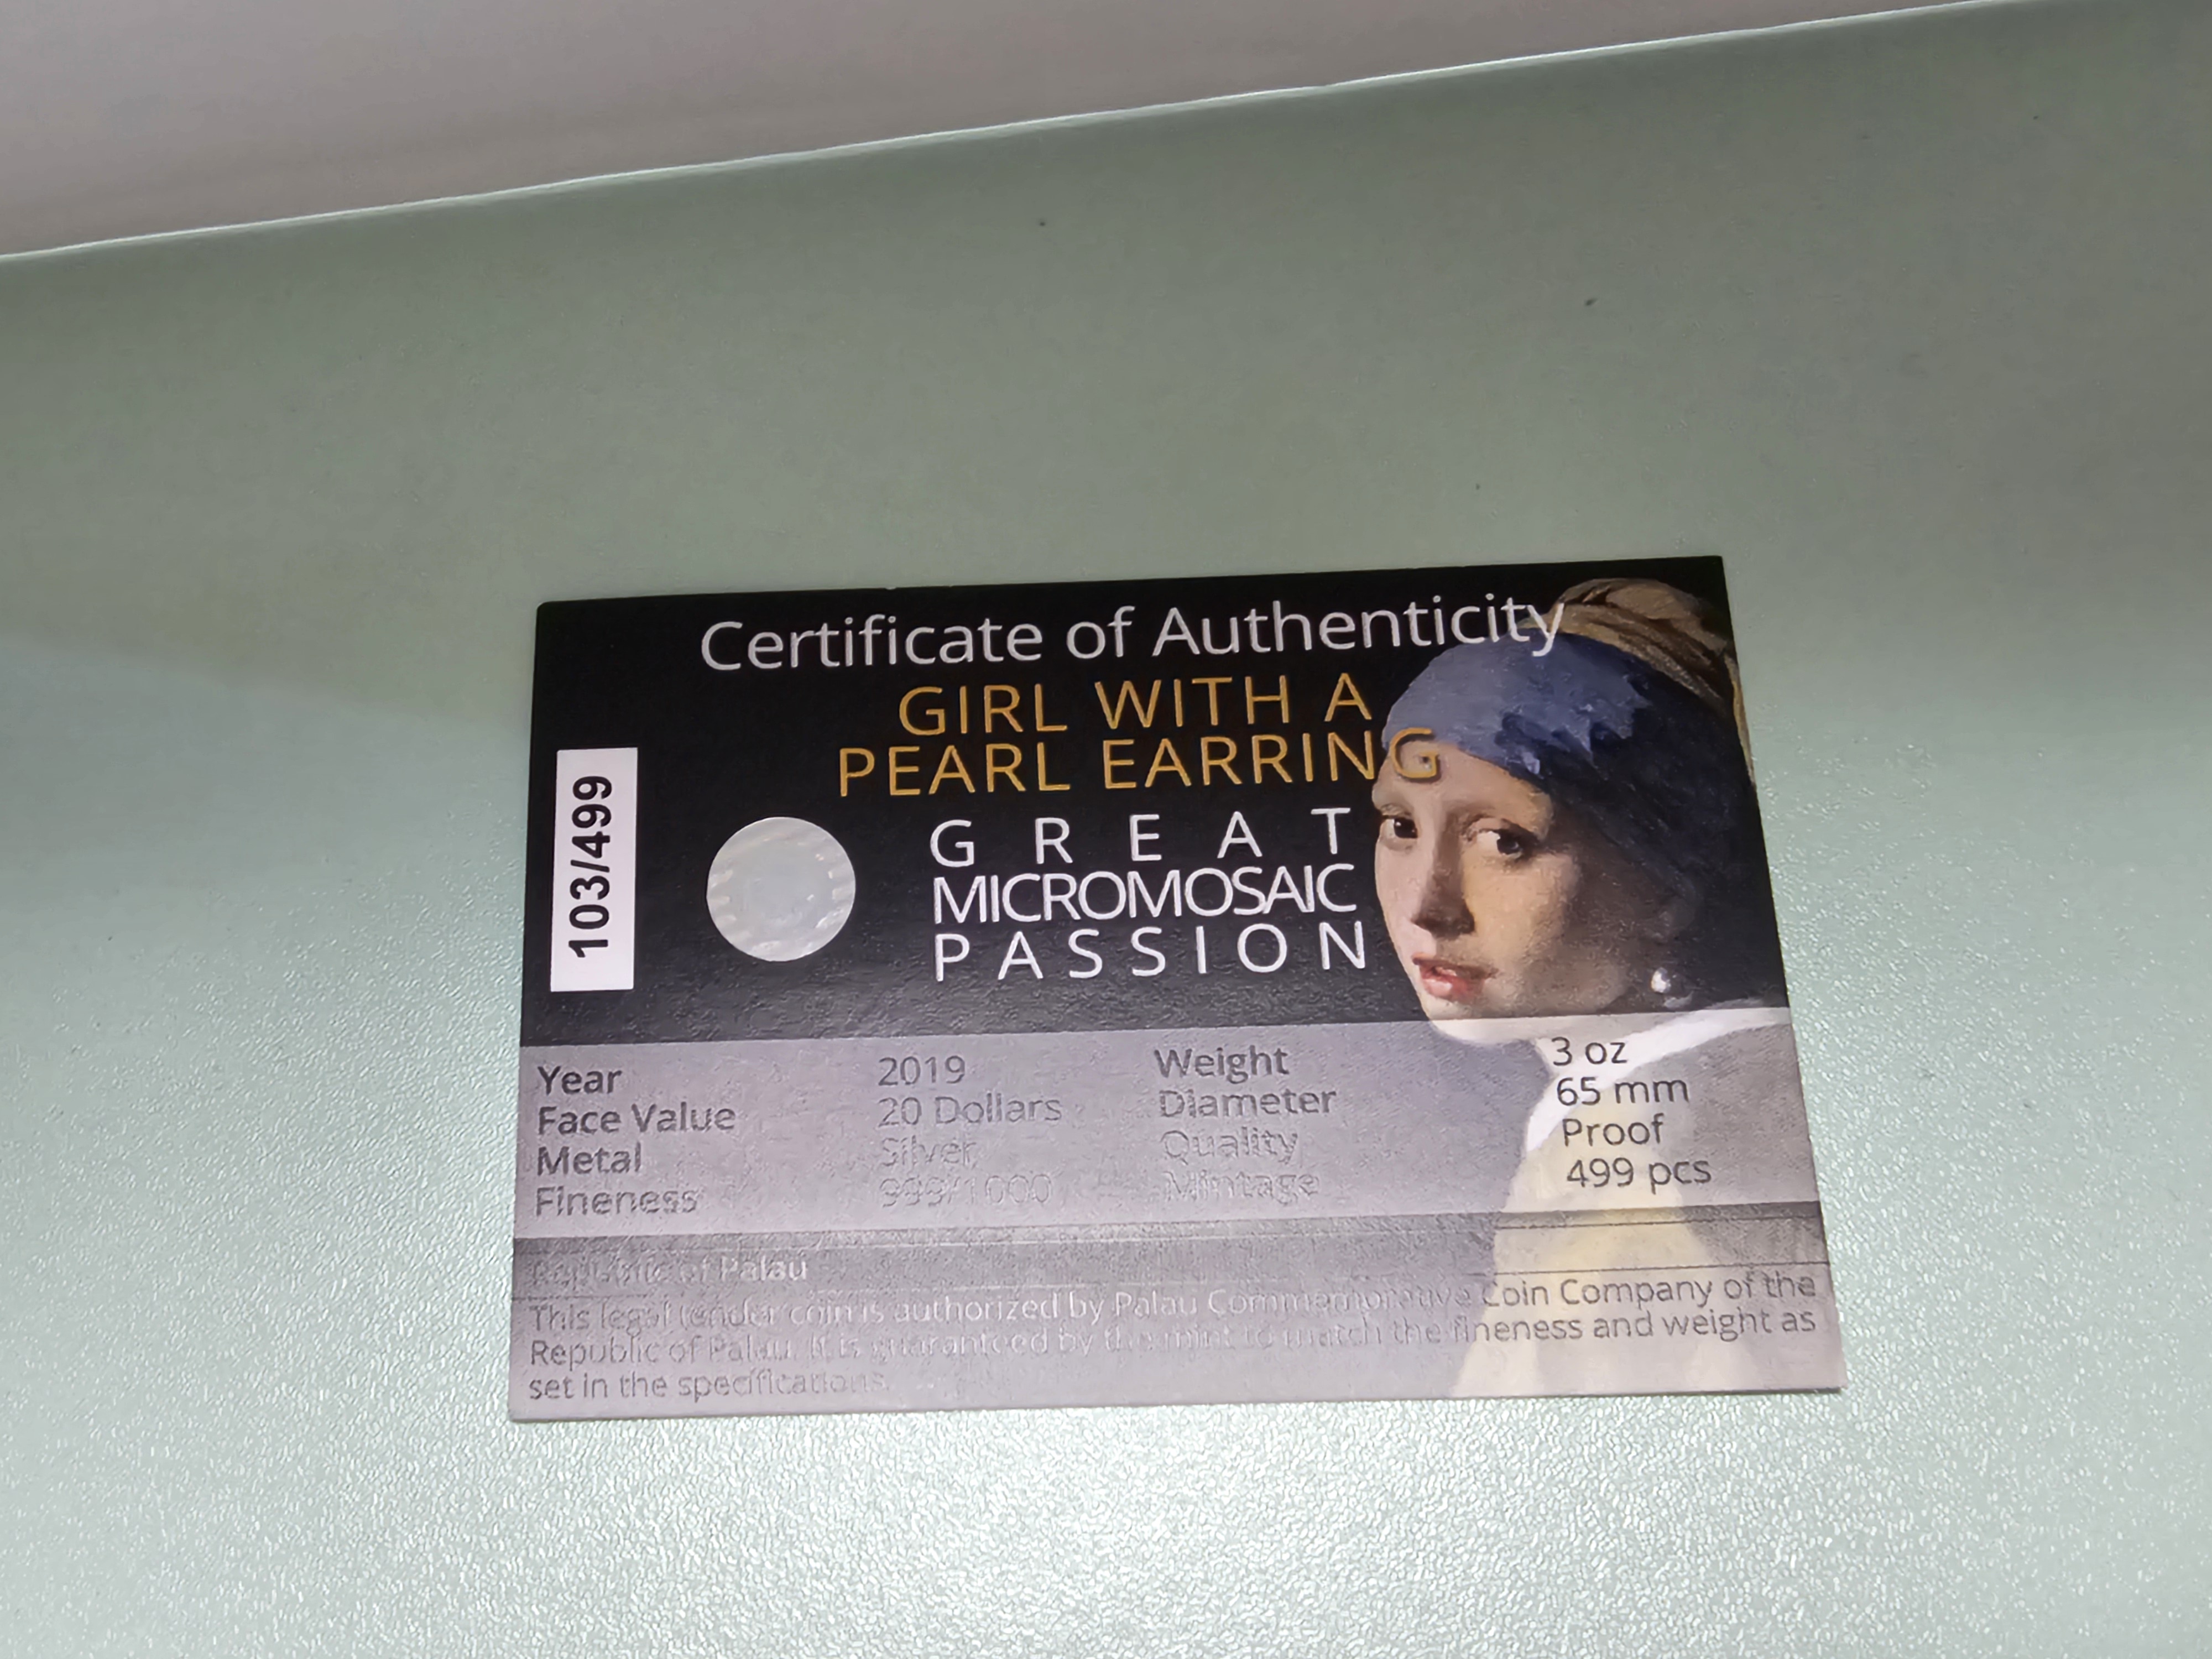 Certificate of Authenticity
GIRL WITH A
PEARL EARRING
GREAT
MICROMOSAIC
PASSION
103/499
Year 2019 Weight 3 oz
Face Value 20 Dollars Diameter 65 mm
Metal Silver Quality Proof
Fineness 999/1000 Mintage 499 pcs
Republic of Palau
This legal tender coin is authorized by Palau Commemorative Coin Company of the
Republic of Palau. It is guaranteed by the mint to match the fineness and weight as
set in the specifications.